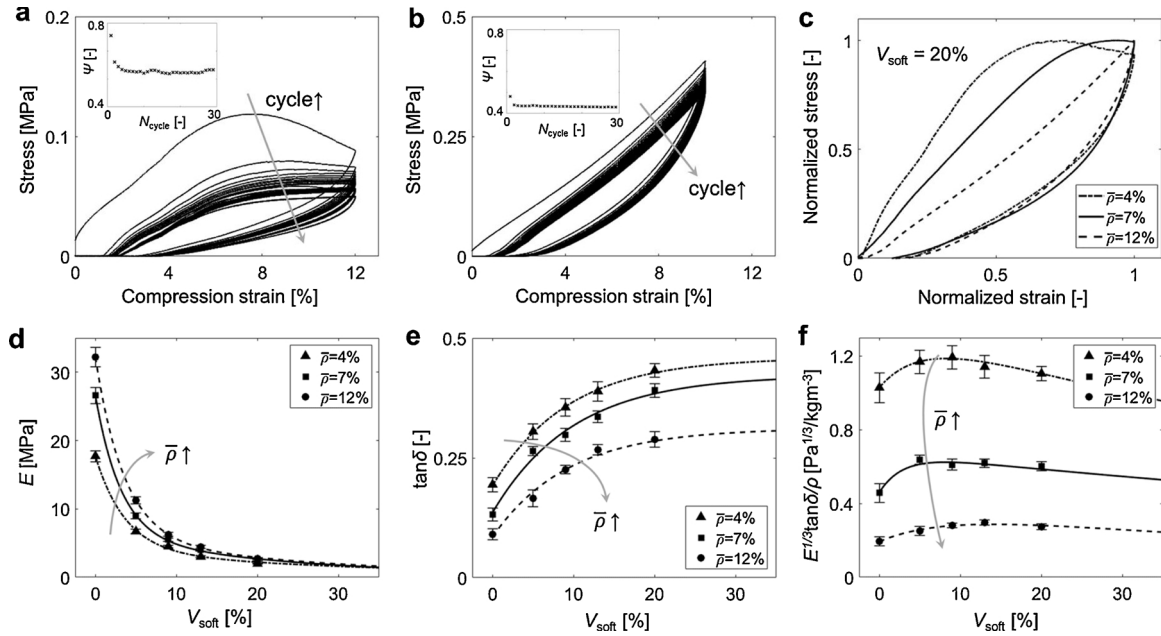 a
0.2
0.1
0
Stress [MPa]
0.8
0.4
Ψ [-]
0
30
N_cycle [-]
cycle↑
0
4
8
12
Compression strain [%]
b
0.5
0.25
0
Stress [MPa]
0.8
0.4
Ψ [-]
0
30
N_cycle [-]
cycle↑
0
4
8
12
Compression strain [%]
c
1
0.5
0
Normalized stress [-]
V_soft = 20%
ρ̅=4%
ρ̅=7%
ρ̅=12%
0.5
1
Normalized strain [-]
d
30
20
10
0
E [MPa]
ρ̅=4%
ρ̅=7%
ρ̅=12%
ρ̅ ↑
0
10
20
30
V_soft [%]
e
0.5
0.25
0
tanδ [-]
ρ̅ ↑
ρ̅=4%
ρ̅=7%
ρ̅=12%
0
10
20
30
V_soft [%]
f
1.2
0.8
0.4
0
E^1/3tanδ/ρ [Pa^1/3/kgm^-3]
ρ̅=4%
ρ̅=7%
ρ̅=12%
ρ̅ ↑
0
10
20
30
V_soft [%]